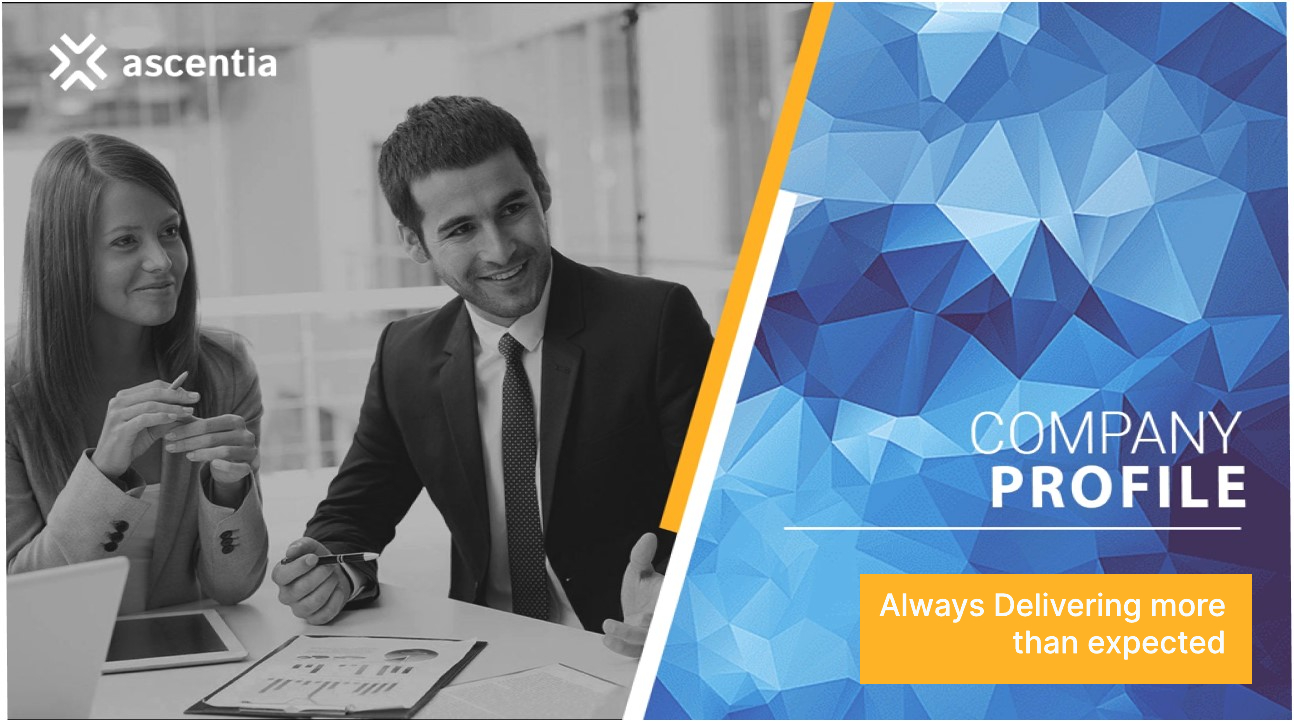 ascentia
COMPANY
PROFILE
Always Delivering more
than expected